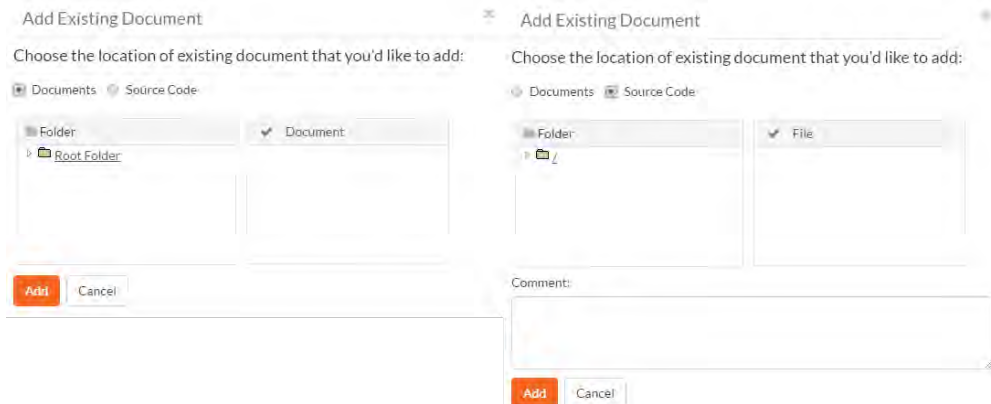 Add Existing Document
Choose the location of existing document that you'd like to add:
Documents Source Code
Folder
Document
Root Folder
Add Cancel
Add Existing Document
Choose the location of existing document that you'd like to add:
Documents Source Code
Folder
File
/
Comment:
Add Cancel